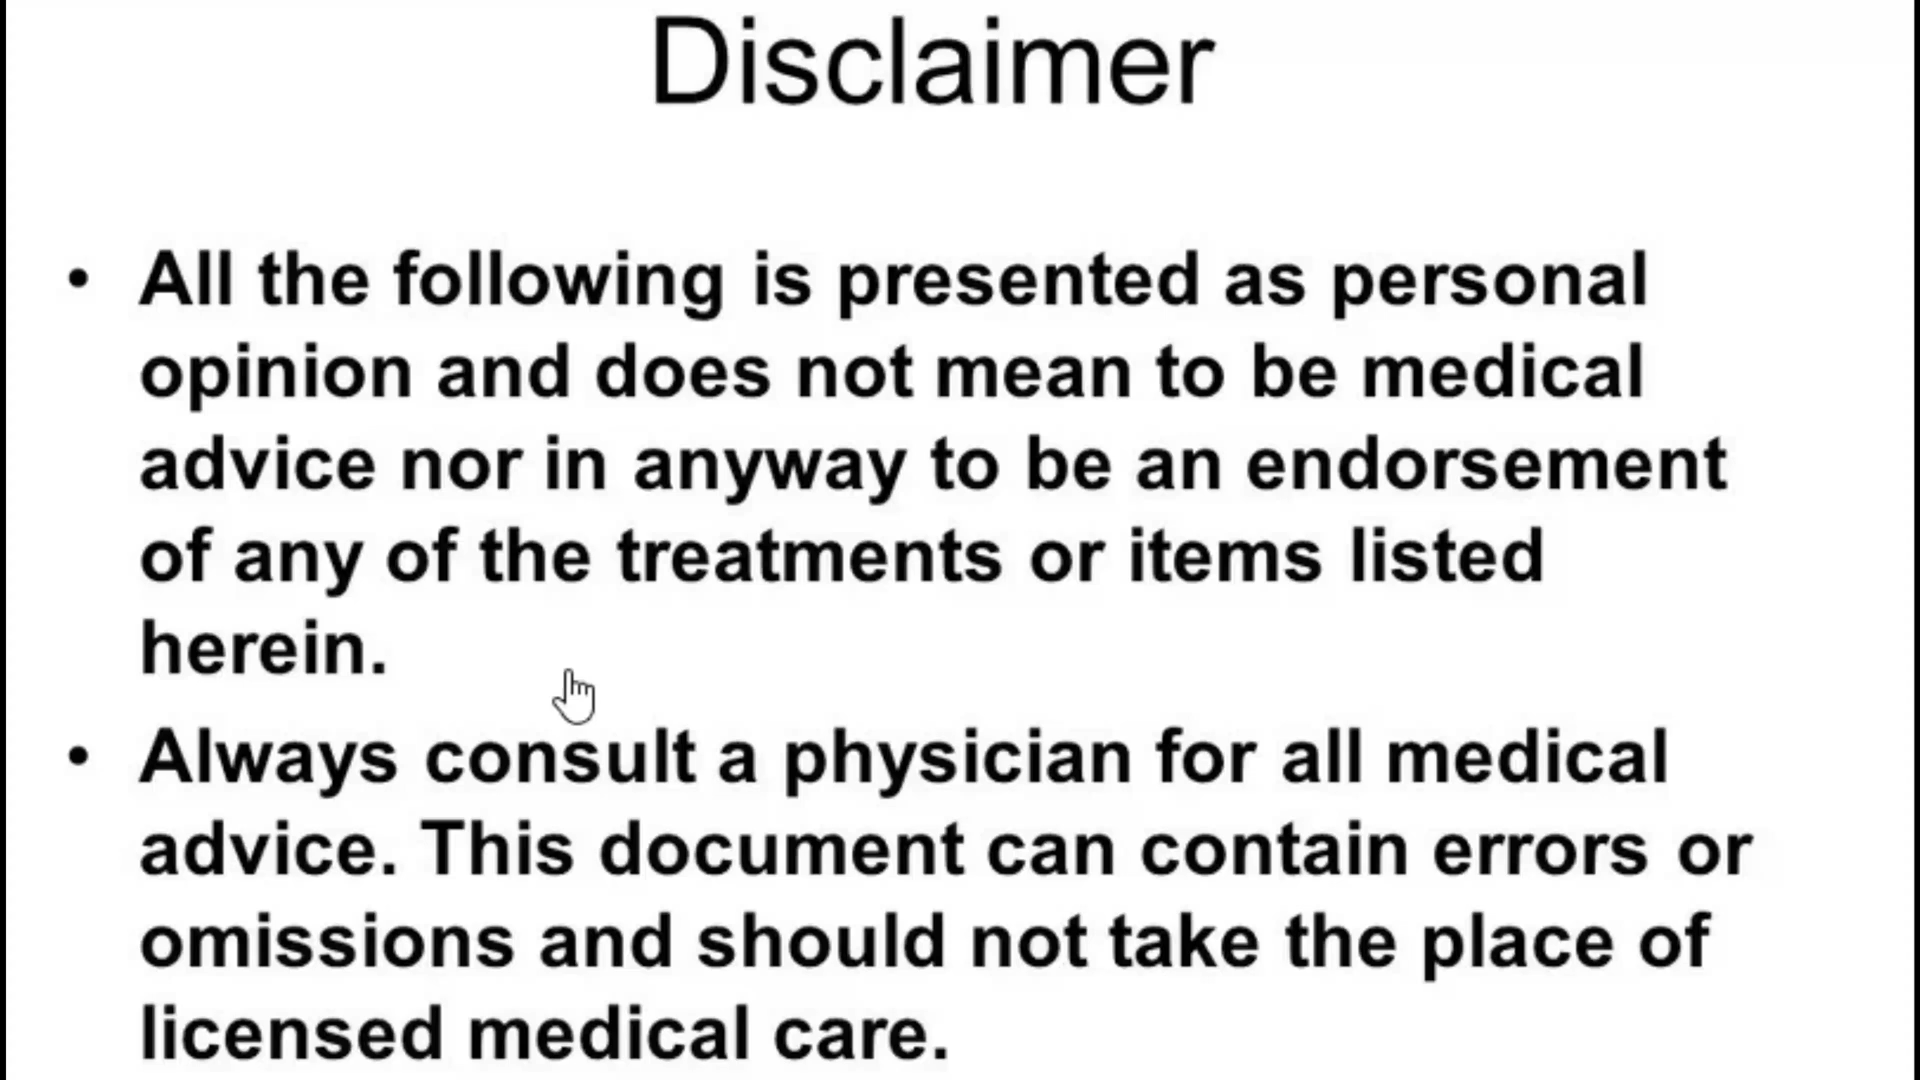 Disclaimer
• All the following is presented as personal
opinion and does not mean to be medical
advice nor in anyway to be an endorsement
of any of the treatments or items listed
herein.
• Always consult a physician for all medical
advice. This document can contain errors or
omissions and should not take the place of
licensed medical care.